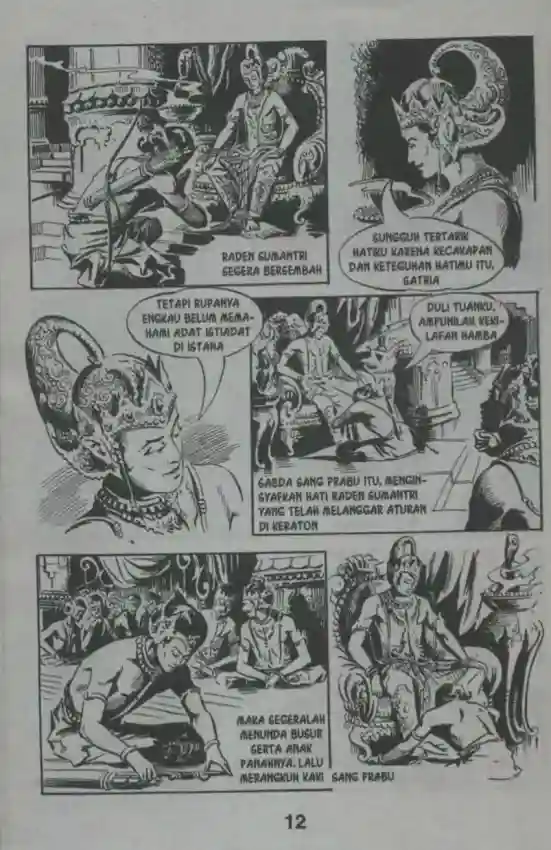 RADEN SUMANTRI
SEGERA BERSEMBAH
SUNGGUH TERTARIK
HATIKU KARENA KECAKAPAN
DAN KETEGUHAN HATIMU ITU,
SATRIA
TETAPI RUPANYA
ENGKAU BELUM MEMA-
HAMI ADAT ISTIADAT
DI ISTANA
DULI TUANKU,
AMPUNILAH KEKI-
LAFAN HAMBA
SABDA SANG PRABU ITU, MENGIN-
SYAFKAN HATI RADEN SUMANTRI
YANG TELAH MELANGGAR ATURAN
DI KERATON
MAKA SEGERALAH
MENUNDA BUSUR
SERTA ANAK
PANAHNYA. LALU
MERANGKUH KAKI SANG PRABU
12